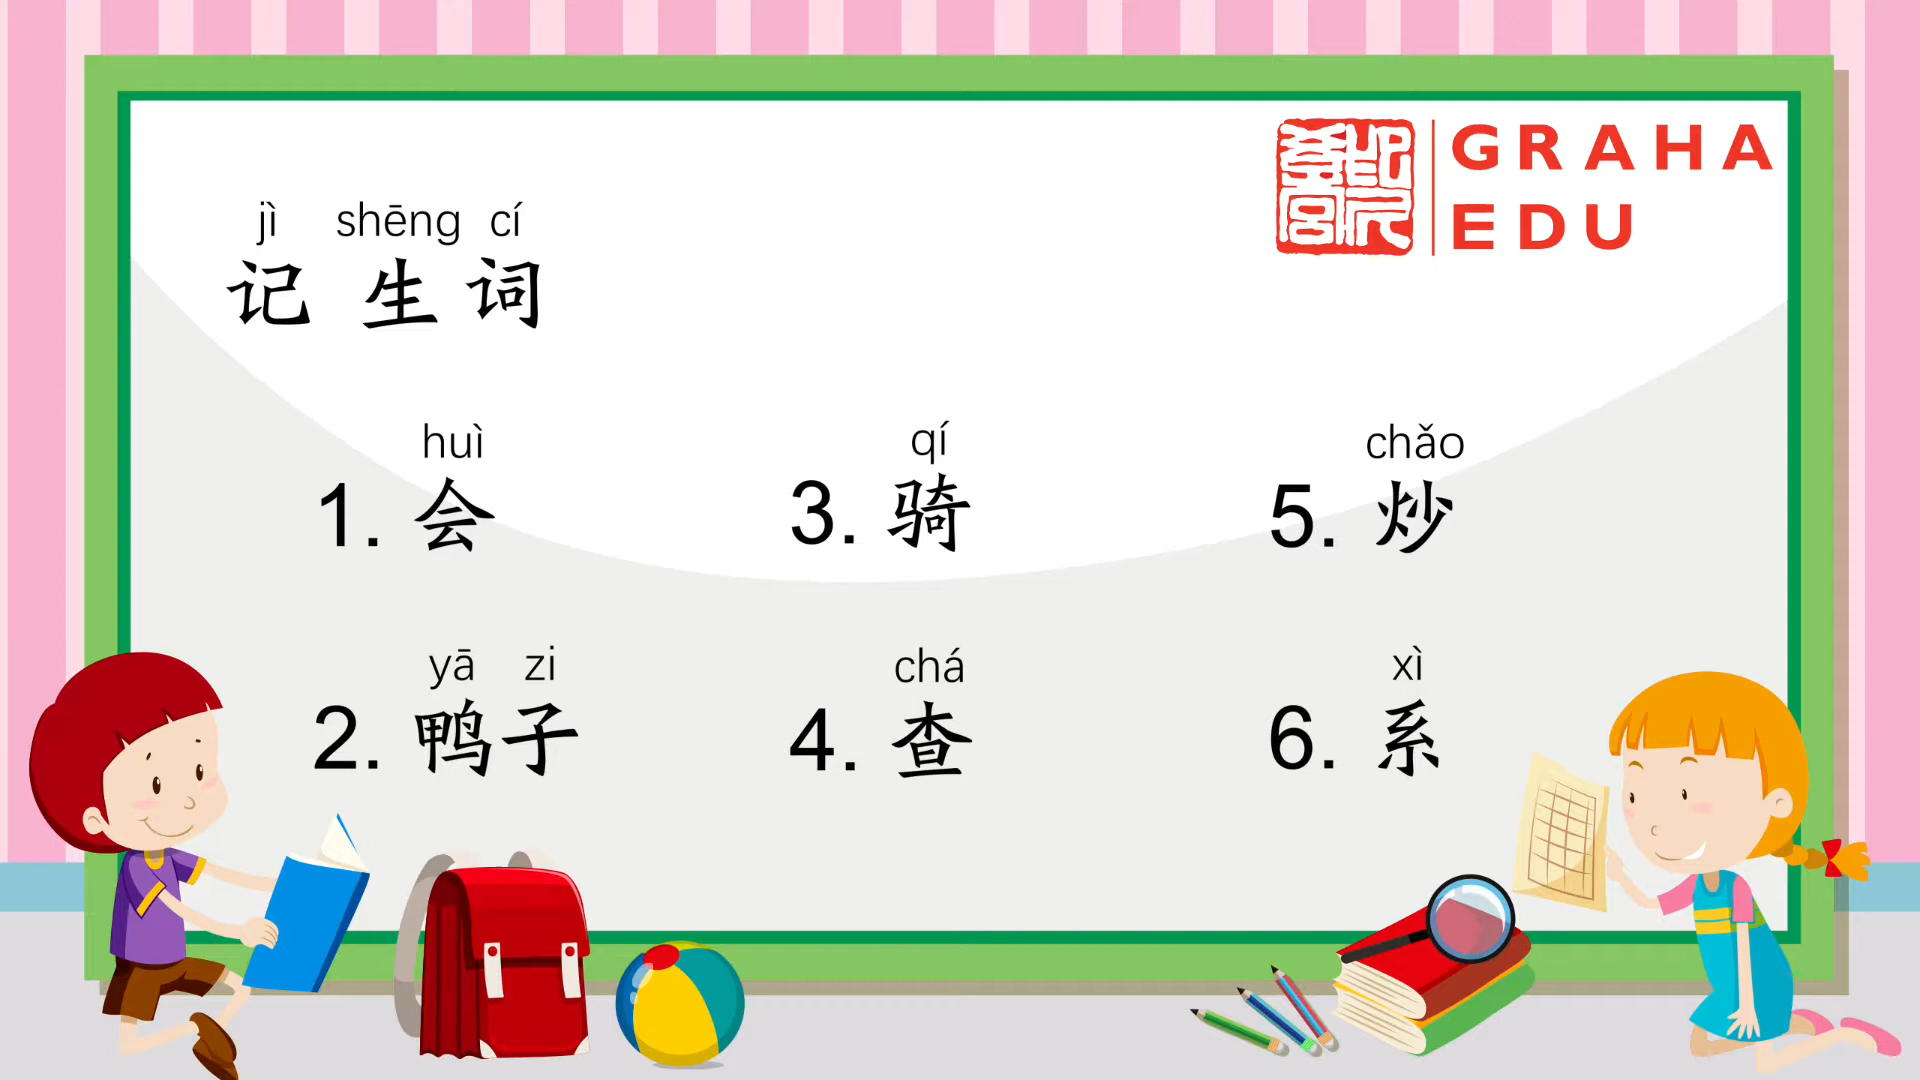 GRAHA
EDU
jì shēng cí
记 生 词
huì
1. 会
yā zi
2. 鸭子
qí
3. 骑
chá
4. 查
chǎo
5. 炒
xì
6. 系